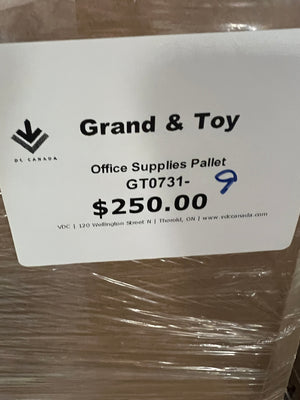 Grand & Toy
DC CANADA
Office Supplies Pallet
GT0731-9
$250.00
VDC | 120 Wellington Street N | Thorold, ON | www.vdccanada.com